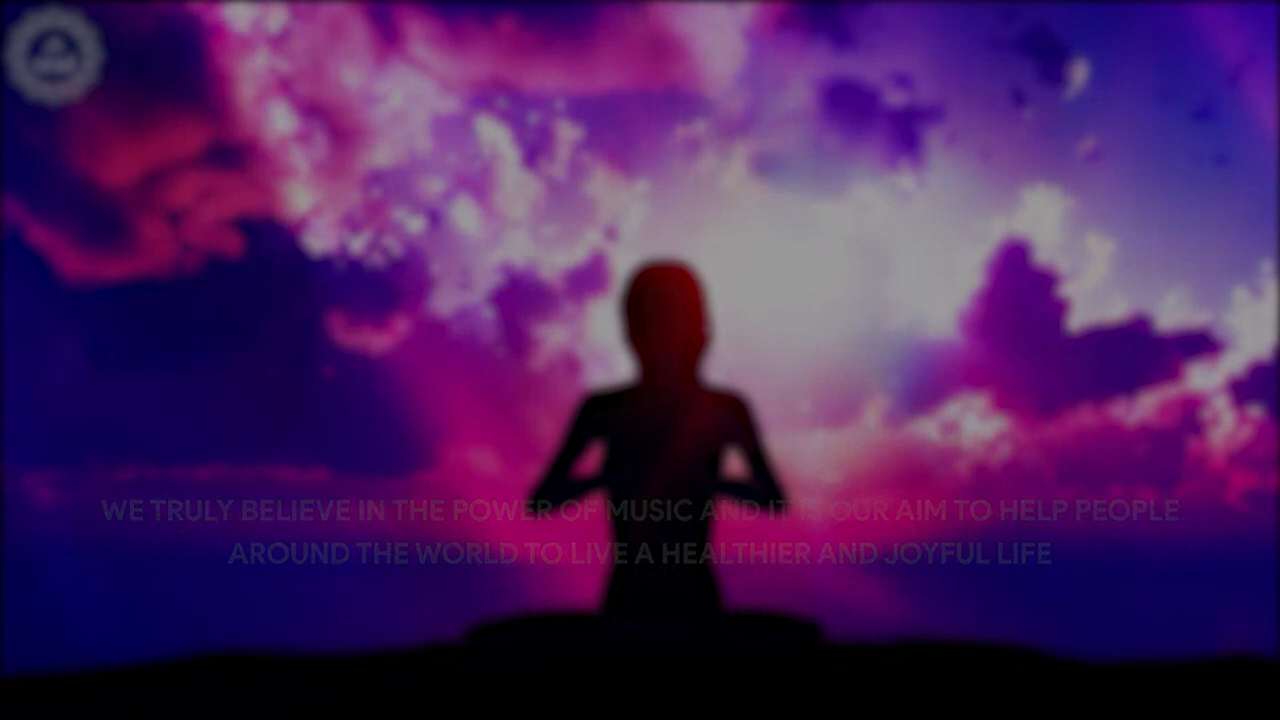 WE TRULY BELIEVE IN THE POWER OF MUSIC AND IT IS OUR AIM TO HELP PEOPLE
AROUND THE WORLD TO LIVE A HEALTHIER AND JOYFUL LIFE